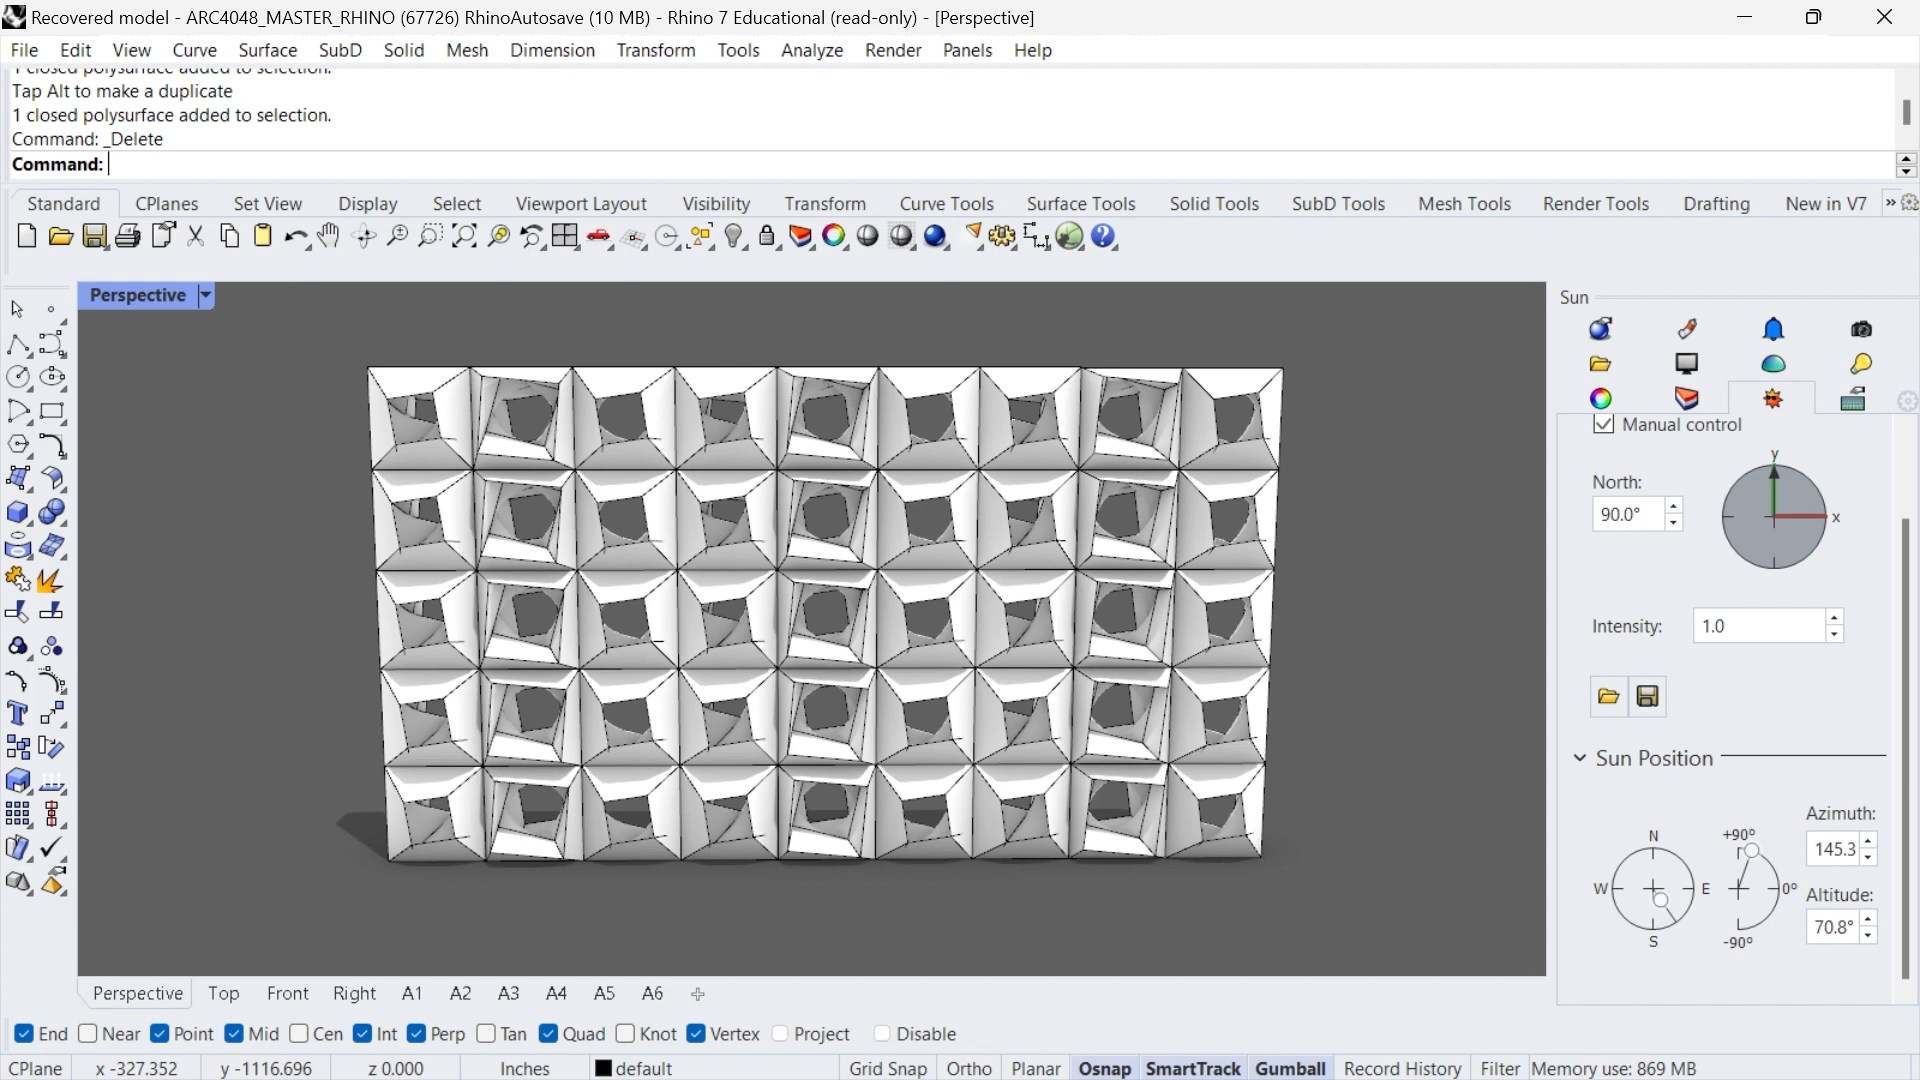 Recovered model - ARC4048_MASTER_RHINO (67726) RhinoAutosave (10 MB) - Rhino 7 Educational (read-only) - [Perspective]
File Edit View Curve Surface SubD Solid Mesh Dimension Transform Tools Analyze Render Panels Help
1 closed polysurface added to selection.
Tap Alt to make a duplicate
1 closed polysurface added to selection.
Command: _Delete
Command:
Standard CPlanes Set View Display Select Viewport Layout Visibility Transform Curve Tools Surface Tools Solid Tools SubD Tools Mesh Tools Render Tools Drafting New in V7 »
Perspective
Sun
Manual control
y
North:
90.0°
x
Intensity: 1.0
Sun Position
Azimuth:
N +90°
145.3
W E 0°
Altitude:
70.8°
S -90°
Perspective Top Front Right A1 A2 A3 A4 A5 A6
End Near Point Mid Cen Int Perp Tan Quad Knot Vertex Project Disable
CPlane x -327.352 y -1116.696 z 0.000 Inches default Grid Snap Ortho Planar Osnap SmartTrack Gumball Record History Filter Memory use: 869 MB